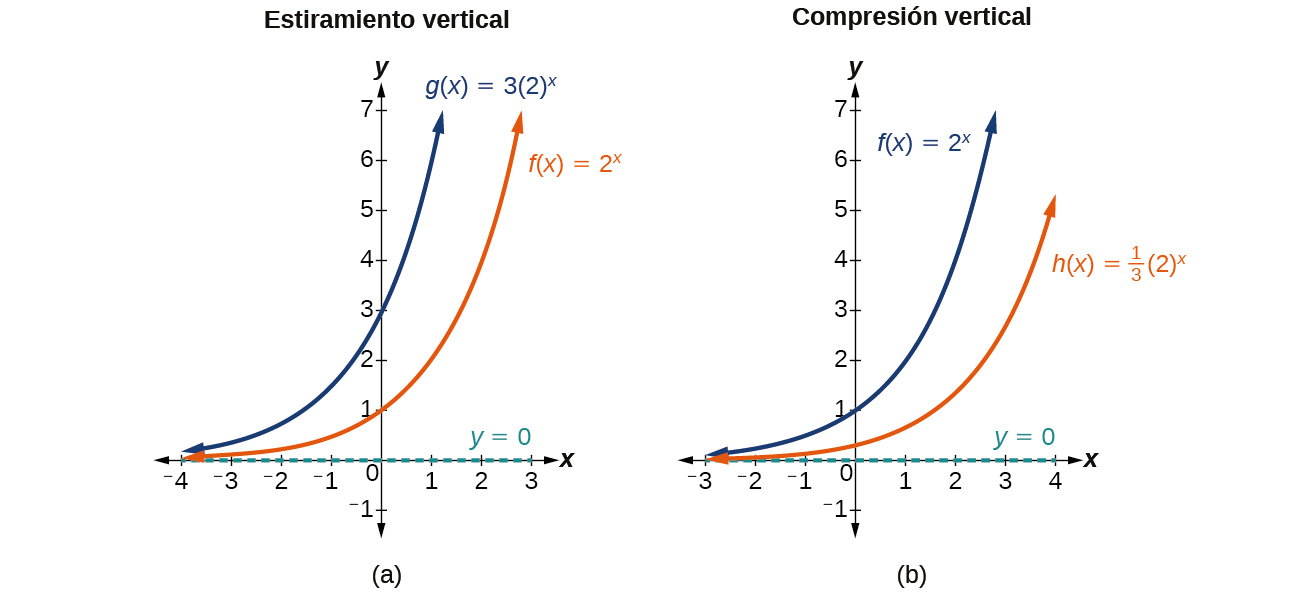 Estiramiento vertical
y
g(x) = 3(2)ˣ
7
6
f(x) = 2ˣ
5
4
3
2
1
y = 0
x
−4 −3 −2 −1 0 1 2 3
−1
(a)
Compresión vertical
y
7
f(x) = 2ˣ
6
5
4
h(x) = 1/3(2)ˣ
3
2
1
y = 0
x
−3 −2 −1 0 1 2 3 4
−1
(b)